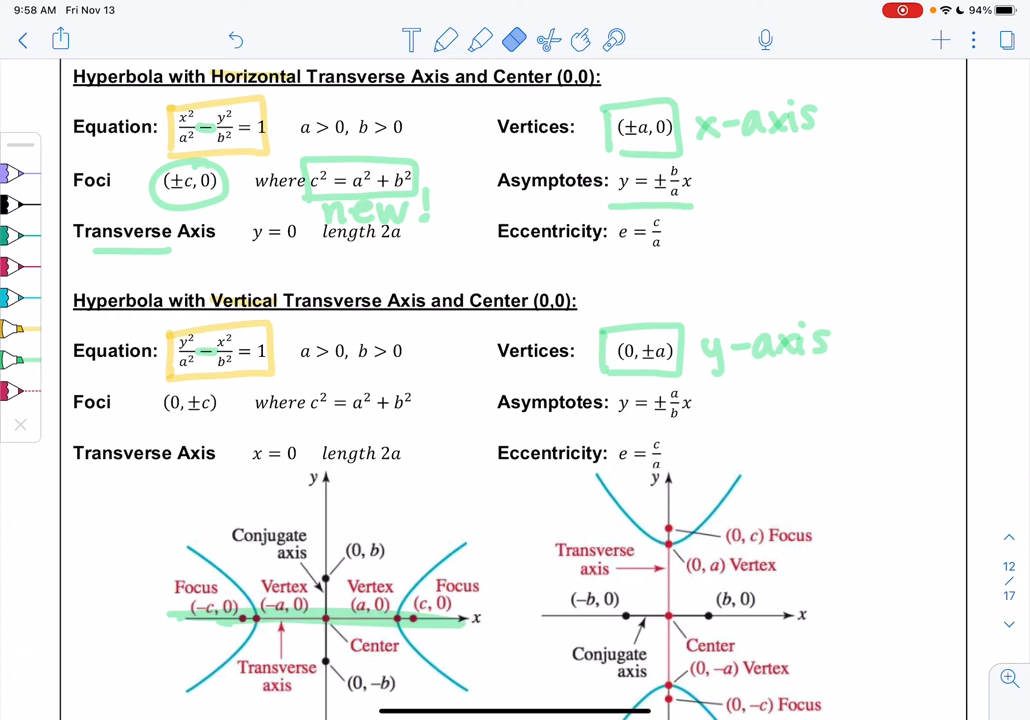 9:58 AM Fri Nov 13
94%
Hyperbola with Horizontal Transverse Axis and Center (0,0):
Equation: x²/a² − y²/b² = 1 a > 0, b > 0 Vertices: (±a, 0) x-axis
Foci (±c, 0) where c² = a² + b² Asymptotes: y = ± b/a x
new!
Transverse Axis y = 0 length 2a Eccentricity: e = c/a
Hyperbola with Vertical Transverse Axis and Center (0,0):
Equation: y²/a² − x²/b² = 1 a > 0, b > 0 Vertices: (0, ±a) y-axis
Foci (0, ±c) where c² = a² + b² Asymptotes: y = ± a/b x
Transverse Axis x = 0 length 2a Eccentricity: e = c/a
y
Conjugate
axis
(0, b)
Focus
(−c, 0)
Vertex
(−a, 0)
Vertex
(a, 0)
Focus
(c, 0)
x
Center
Transverse
axis
(0, −b)
y
(0, c) Focus
Transverse
axis
(0, a) Vertex
(−b, 0)
(b, 0)
x
Center
Conjugate
axis
(0, −a) Vertex
(0, −c) Focus
12
/
17